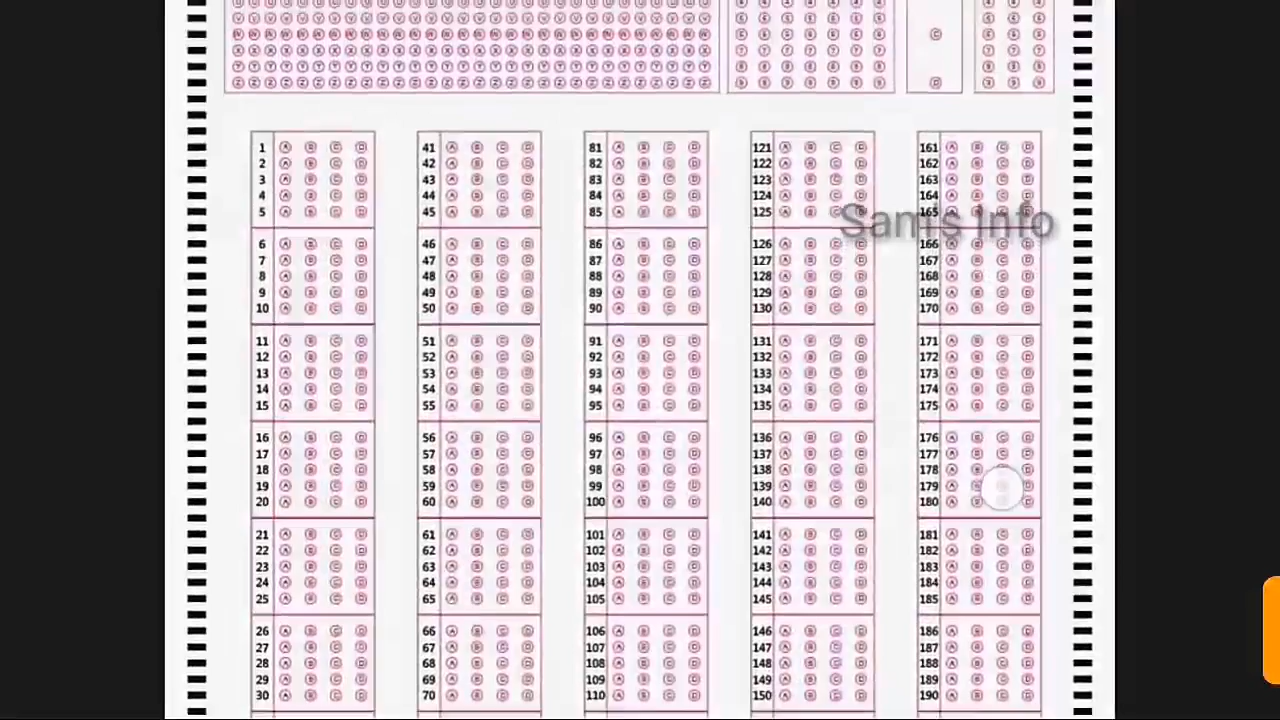 1 A B C D 41 A B C D 81 A B C D 121 A B C D 161 A B C D
2 A B C D 42 A B C D 82 A B C D 122 A B C D 162 A B C D
3 A B C D 43 A B C D 83 A B C D 123 A B C D 163 A B C D
4 A B C D 44 A B C D 84 A B C D 124 A B C D 164 A B C D
5 A B C D 45 A B C D 85 A B C D 125 A B C D 165 A B C D
Sam's Info
6 A B C D 46 A B C D 86 A B C D 126 A B C D 166 A B C D
7 A B C D 47 A B C D 87 A B C D 127 A B C D 167 A B C D
8 A B C D 48 A B C D 88 A B C D 128 A B C D 168 A B C D
9 A B C D 49 A B C D 89 A B C D 129 A B C D 169 A B C D
10 A B C D 50 A B C D 90 A B C D 130 A B C D 170 A B C D
11 A B C D 51 A B C D 91 A B C D 131 A B C D 171 A B C D
12 A B C D 52 A B C D 92 A B C D 132 A B C D 172 A B C D
13 A B C D 53 A B C D 93 A B C D 133 A B C D 173 A B C D
14 A B C D 54 A B C D 94 A B C D 134 A B C D 174 A B C D
15 A B C D 55 A B C D 95 A B C D 135 A B C D 175 A B C D
16 A B C D 56 A B C D 96 A B C D 136 A B C D 176 A B C D
17 A B C D 57 A B C D 97 A B C D 137 A B C D 177 A B C D
18 A B C D 58 A B C D 98 A B C D 138 A B C D 178 A B C D
19 A B C D 59 A B C D 99 A B C D 139 A B C D 179 A B D
20 A B C D 60 A B C D 100 A B C D 140 A B C D 180 A B D
21 A B C D 61 A B C D 101 A B C D 141 A B C D 181 A B C D
22 A B C D 62 A B C D 102 A B C D 142 A B C D 182 A B C D
23 A B C D 63 A B C D 103 A B C D 143 A B C D 183 A B C D
24 A B C D 64 A B C D 104 A B C D 144 A B C D 184 A B C D
25 A B C D 65 A B C D 105 A B C D 145 A B C D 185 A B C D
26 A B C D 66 A B C D 106 A B C D 146 A B C D 186 A B C D
27 A B C D 67 A B C D 107 A B C D 147 A B C D 187 A B C D
28 A B C D 68 A B C D 108 A B C D 148 A B C D 188 A B C D
29 A B C D 69 A B C D 109 A B C D 149 A B C D 189 A B C D
30 A B C D 70 A B C D 110 A B C D 150 A B C D 190 A B C D